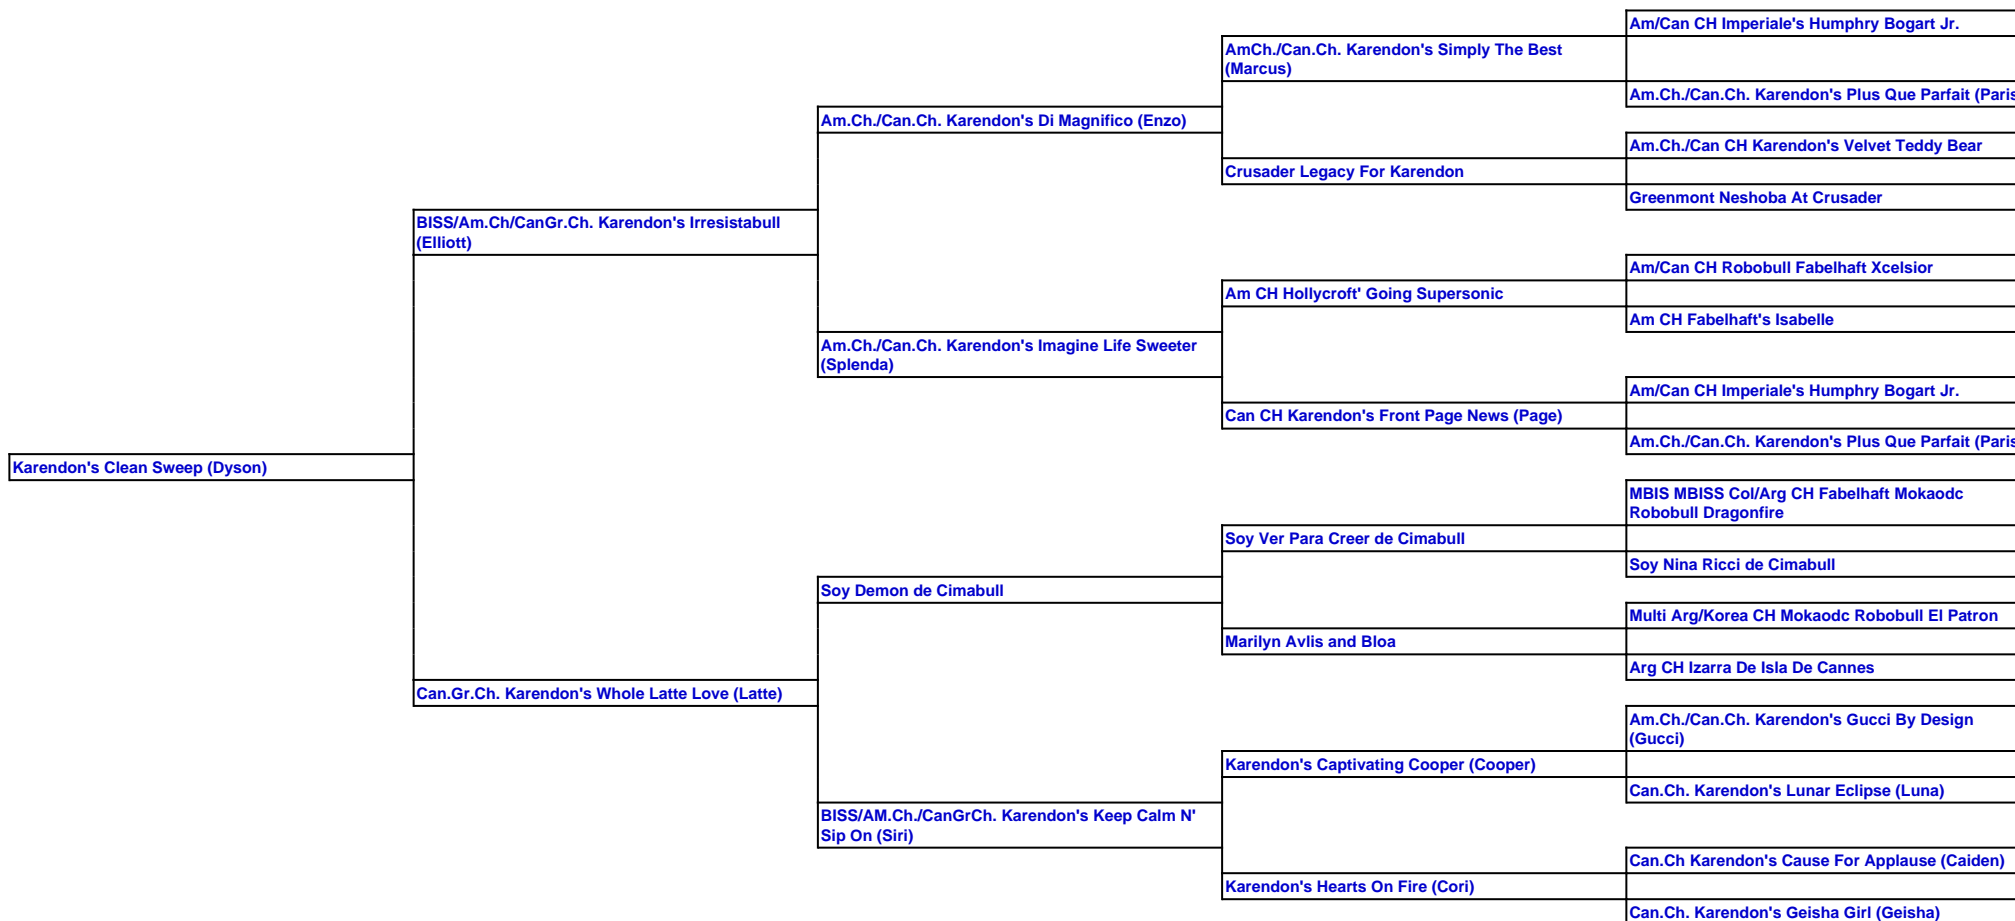 Am/Can CH Imperiale's Humphry Bogart Jr.
AmCh./Can.Ch. Karendon's Simply The Best
(Marcus)
Am.Ch./Can.Ch. Karendon's Plus Que Parfait (Paris
Am.Ch./Can.Ch. Karendon's Di Magnifico (Enzo)
Am.Ch./Can CH Karendon's Velvet Teddy Bear
Crusader Legacy For Karendon
Greenmont Neshoba At Crusader
BISS/Am.Ch/CanGr.Ch. Karendon's Irresistabull
(Elliott)
Am/Can CH Robobull Fabelhaft Xcelsior
Am CH Hollycroft' Going Supersonic
Am CH Fabelhaft's Isabelle
Am.Ch./Can.Ch. Karendon's Imagine Life Sweeter
(Splenda)
Am/Can CH Imperiale's Humphry Bogart Jr.
Can CH Karendon's Front Page News (Page)
Am.Ch./Can.Ch. Karendon's Plus Que Parfait (Paris
Karendon's Clean Sweep (Dyson)
MBIS MBISS Col/Arg CH Fabelhaft Mokaodc
Robobull Dragonfire
Soy Ver Para Creer de Cimabull
Soy Nina Ricci de Cimabull
Soy Demon de Cimabull
Multi Arg/Korea CH Mokaodc Robobull El Patron
Marilyn Avlis and Bloa
Arg CH Izarra De Isla De Cannes
Can.Gr.Ch. Karendon's Whole Latte Love (Latte)
Am.Ch./Can.Ch. Karendon's Gucci By Design
(Gucci)
Karendon's Captivating Cooper (Cooper)
Can.Ch. Karendon's Lunar Eclipse (Luna)
BISS/AM.Ch./CanGrCh. Karendon's Keep Calm N'
Sip On (Siri)
Can.Ch Karendon's Cause For Applause (Caiden)
Karendon's Hearts On Fire (Cori)
Can.Ch. Karendon's Geisha Girl (Geisha)